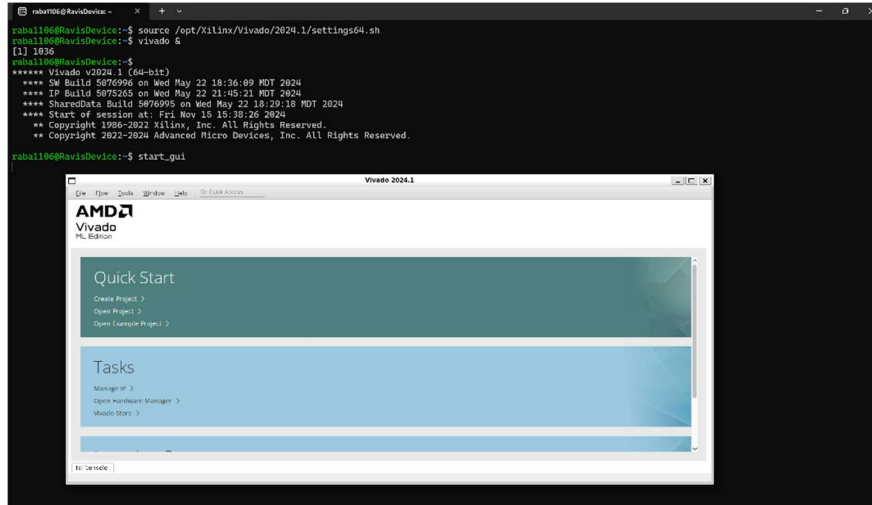 raba1106@RavisDevice: ~
raba1106@RavisDevice:~$ source /opt/Xilinx/Vivado/2024.1/settings64.sh
raba1106@RavisDevice:~$ vivado &
[1] 1036
raba1106@RavisDevice:~$
****** Vivado v2024.1 (64-bit)
**** SW Build 5076996 on Wed May 22 18:36:09 MDT 2024
**** IP Build 5075265 on Wed May 22 21:45:21 MDT 2024
**** SharedData Build 5076995 on Wed May 22 18:29:18 MDT 2024
**** Start of session at: Fri Nov 15 15:38:26 2024
** Copyright 1986-2022 Xilinx, Inc. All Rights Reserved.
** Copyright 2022-2024 Advanced Micro Devices, Inc. All Rights Reserved.
raba1106@RavisDevice:~$ start_gui
Vivado 2024.1
File Flow Tools Window Help Quick Access
AMD
Vivado
ML Edition
Quick Start
Create Project >
Open Project >
Open Example Project >
Tasks
Manage IP >
Open Hardware Manager >
Vivado Store >
Tcl Console